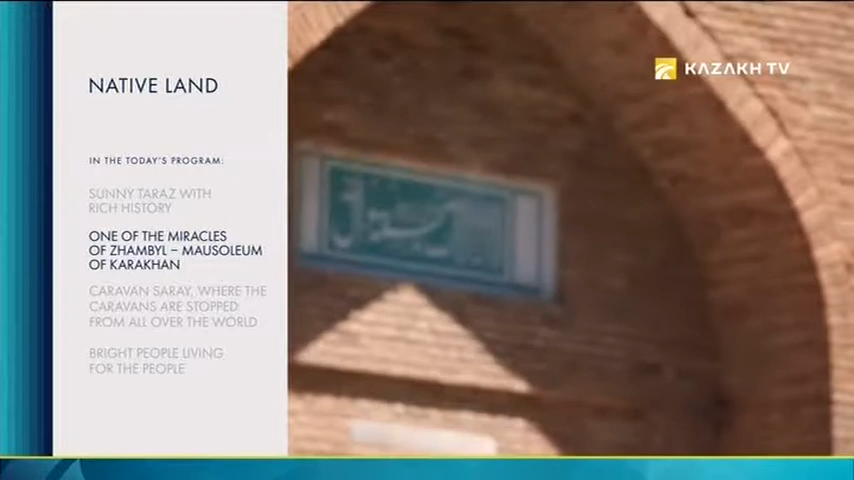 NATIVE LAND
KAZAKH TV
IN THE TODAY'S PROGRAM:
SUNNY TARAZ WITH
RICH HISTORY
ONE OF THE MIRACLES
OF ZHAMBYL – MAUSOLEUM
OF KARAKHAN
CARAVAN SARAY, WHERE THE
CARAVANS ARE STOPPED
FROM ALL OVER THE WORLD
BRIGHT PEOPLE LIVING
FOR THE PEOPLE